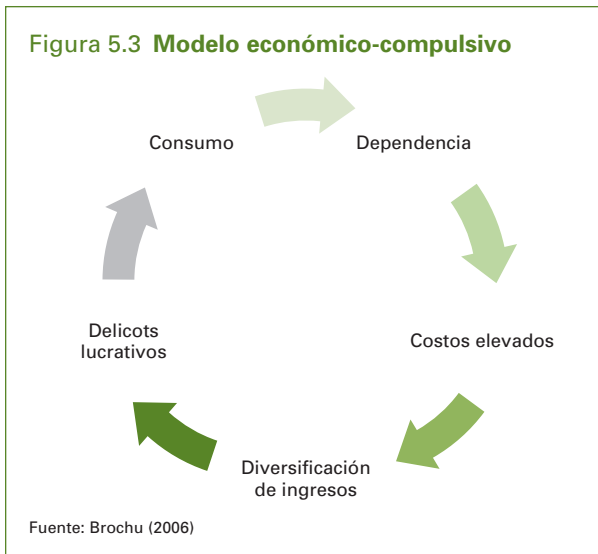 Figura 5.3 Modelo económico-compulsivo
Consumo
Dependencia
Costos elevados
Diversificación
de ingresos
Delicots
lucrativos
Fuente: Brochu (2006)